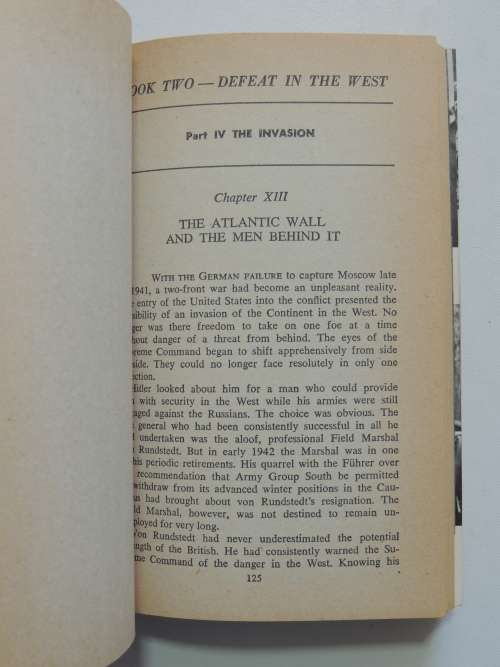 OOK TWO — DEFEAT IN THE WEST
Part IV THE INVASION
Chapter XIII
THE ATLANTIC WALL
AND THE MEN BEHIND IT
WITH THE GERMAN FAILURE to capture Moscow late
1941, a two-front war had become an unpleasant reality.
entry of the United States into the conflict presented the
sibility of an invasion of the Continent in the West. No
ger was there freedom to take on one foe at a time
hout danger of a threat from behind. The eyes of the
reme Command began to shift apprehensively from side
side. They could no longer face resolutely in only one
ection.
Hitler looked about him for a man who could provide
with security in the West while his armies were still
gaged against the Russians. The choice was obvious. The
general who had been consistently successful in all he
undertaken was the aloof, professional Field Marshal
Rundstedt. But in early 1942 the Marshal was in one
his periodic retirements. His quarrel with the Führer over
recommendation that Army Group South be permitted
withdraw from its advanced winter positions in the Cau-
had brought about von Rundstedt's resignation. The
ld Marshal, however, was not destined to remain un-
ployed for very long.
Von Rundstedt had never underestimated the potential
ength of the British. He had consistently warned the Su-
me Command of the danger in the West. Knowing his
125